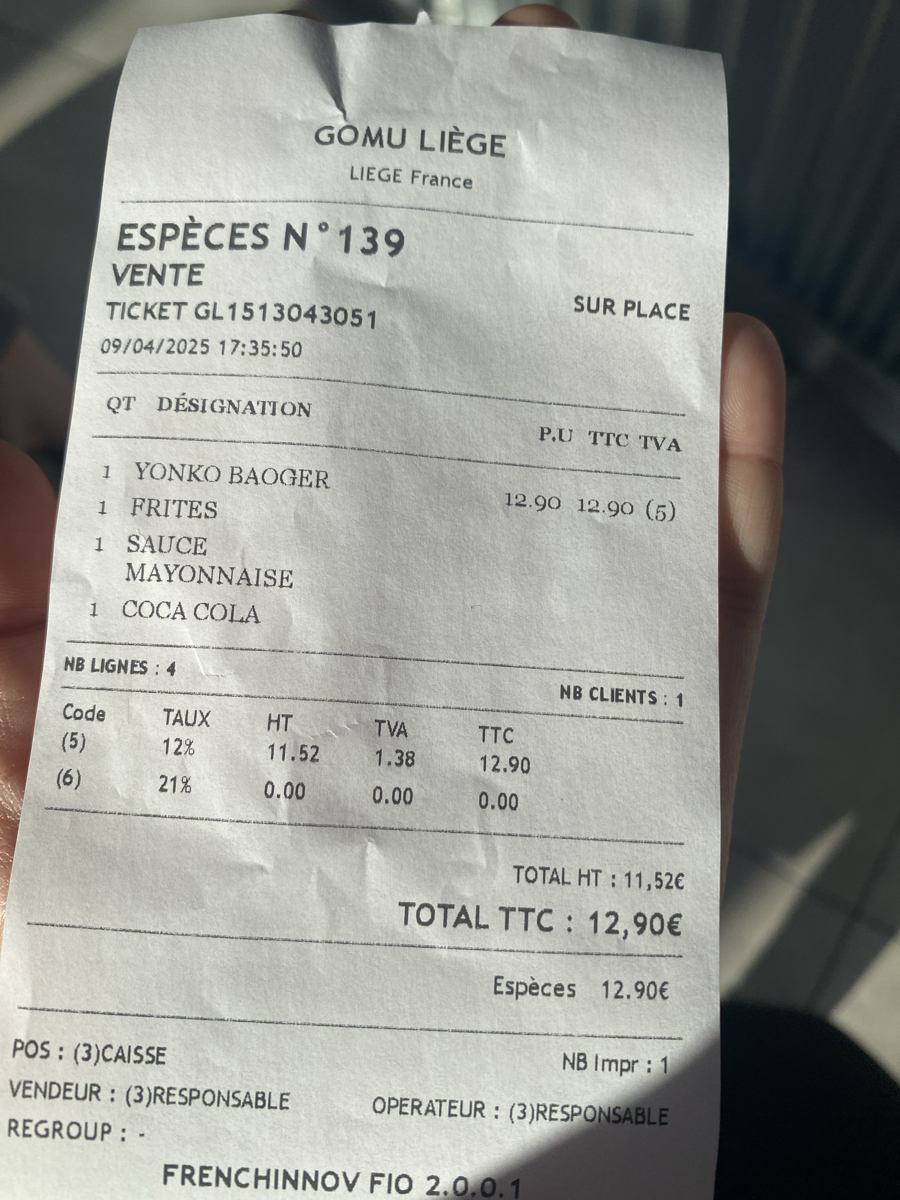 GOMU LIÈGE
LIEGE France
ESPÈCES N°139
VENTE
SUR PLACE
TICKET GL1513043051
09/04/2025 17:35:50
QT DÉSIGNATION P.U TTC TVA
1 YONKO BAOGER 12.90 12.90 (5)
1 FRITES
1 SAUCE
MAYONNAISE
1 COCA COLA
NB LIGNES : 4 NB CLIENTS : 1
Code TAUX HT TVA TTC
(5) 12% 11.52 1.38 12.90
(6) 21% 0.00 0.00 0.00
TOTAL HT : 11,52€
TOTAL TTC : 12,90€
Espèces 12.90€
POS : (3)CAISSE NB Impr : 1
VENDEUR : (3)RESPONSABLE OPERATEUR : (3)RESPONSABLE
REGROUP : -
FRENCHINNOV FIO 2.0.0.1